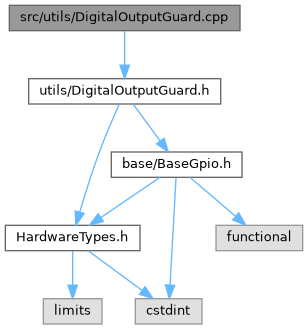 src/utils/DigitalOutputGuard.cpp
utils/DigitalOutputGuard.h
base/BaseGpio.h
HardwareTypes.h
functional
limits
cstdint